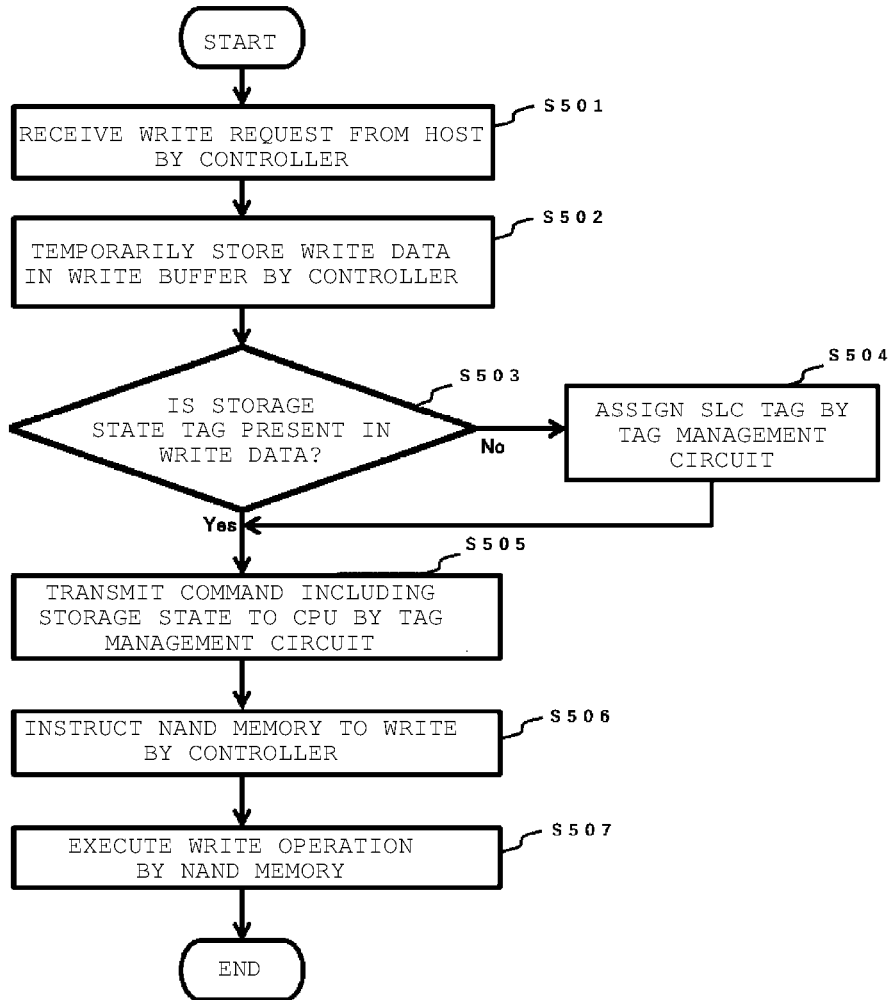 START
S501
RECEIVE WRITE REQUEST FROM HOST
BY CONTROLLER
S502
TEMPORARILY STORE WRITE DATA
IN WRITE BUFFER BY CONTROLLER
S503
IS STORAGE
STATE TAG PRESENT IN
WRITE DATA?
No
S504
ASSIGN SLC TAG BY
TAG MANAGEMENT
CIRCUIT
Yes
S505
TRANSMIT COMMAND INCLUDING
STORAGE STATE TO CPU BY TAG
MANAGEMENT CIRCUIT
S506
INSTRUCT NAND MEMORY TO WRITE
BY CONTROLLER
S507
EXECUTE WRITE OPERATION
BY NAND MEMORY
END